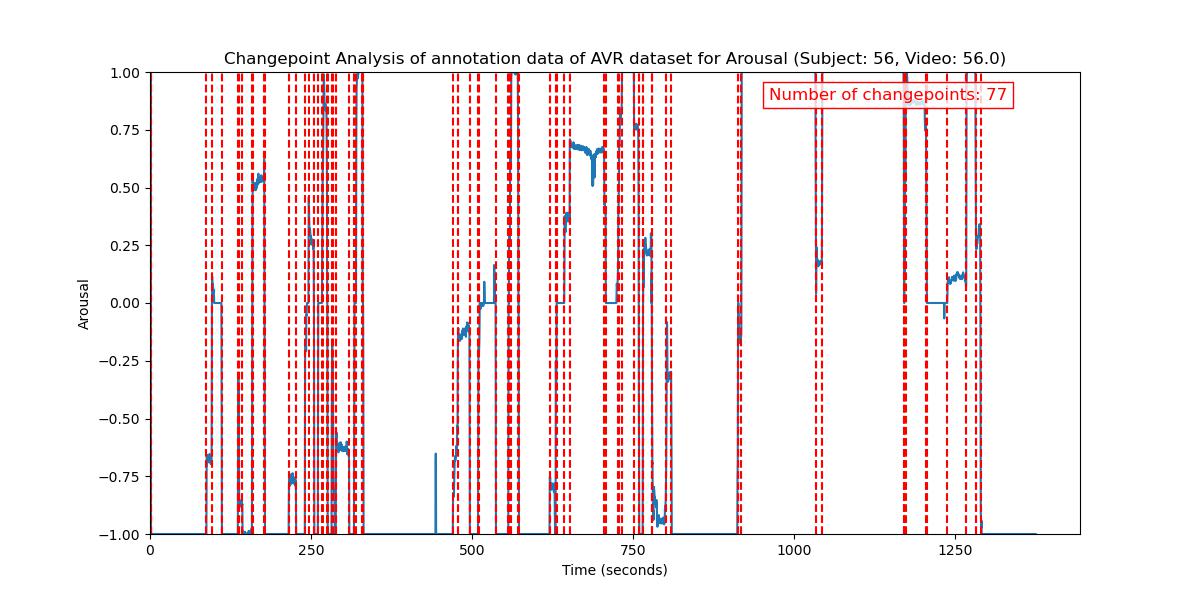 Changepoint Analysis of annotation data of AVR dataset for Arousal (Subject: 56, Video: 56.0)
Number of changepoints: 77
1.00
0.75
0.50
0.25
0.00
−0.25
−0.50
−0.75
−1.00
Arousal
0 250 500 750 1000 1250
Time (seconds)